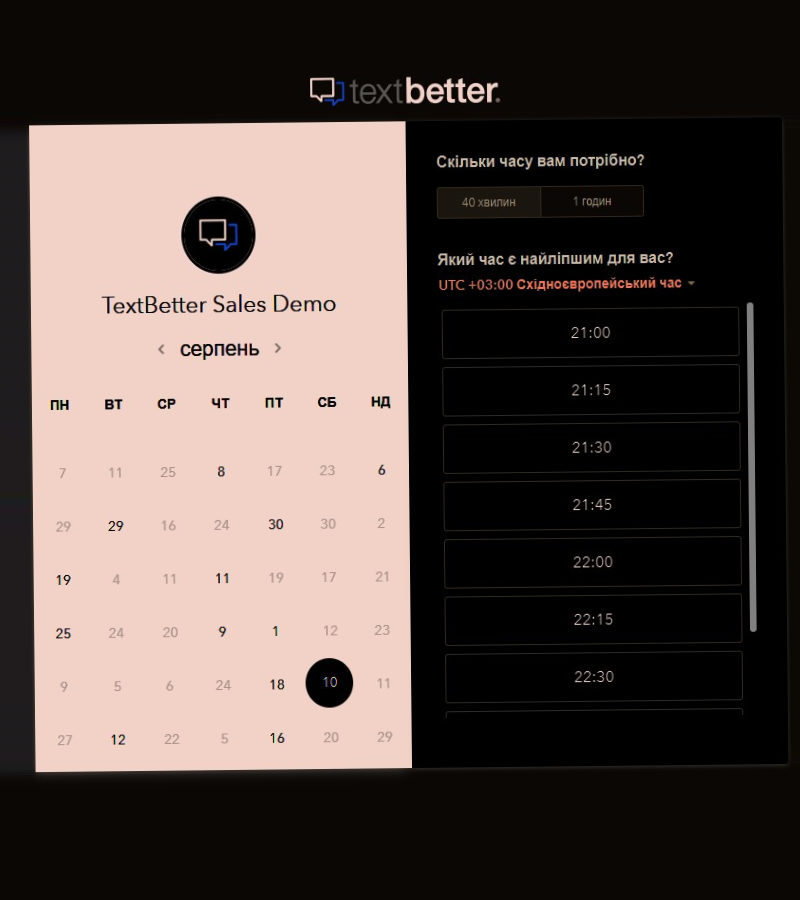 textbetter.
TextBetter Sales Demo
серпень
ПН ВТ СР ЧТ ПТ СБ НД
7 11 25 8 17 23 6
29 29 16 24 30 30 2
19 4 11 11 19 17 21
25 24 20 9 1 12 23
9 5 6 24 18 10 11
27 12 22 5 16 20 29
Скільки часу вам потрібно?
40 хвилин 1 годин
Який час є найліпшим для вас?
UTC +03:00 Східноєвропейський час
21:00
21:15
21:30
21:45
22:00
22:15
22:30